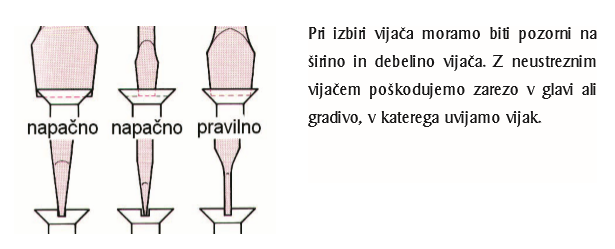 napačno napačno pravilno
Pri izbiri vijača moramo biti pozorni na
širino in debelino vijača. Z neustreznim
vijačem poškodujemo zarezo v glavi ali
gradivo, v katerega uvijamo vijak.